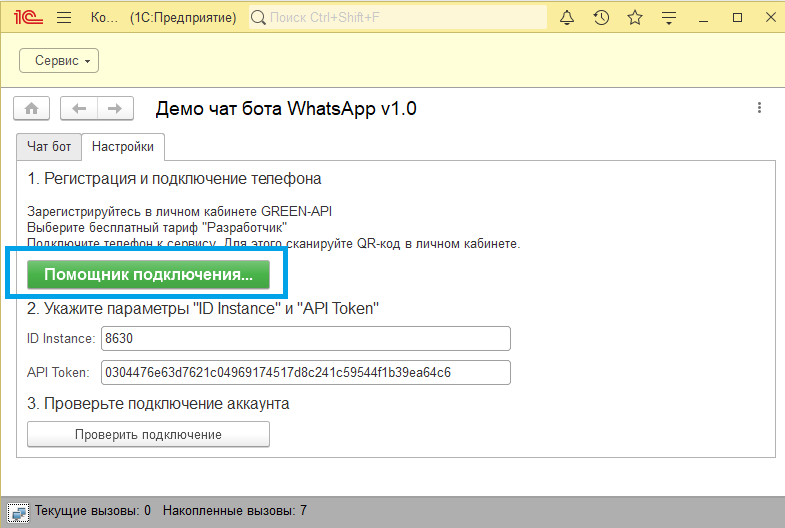 1С Ко... (1С:Предприятие) Поиск Ctrl+Shift+F
Сервис
Демо чат бота WhatsApp v1.0
Чат бот Настройки
1. Регистрация и подключение телефона
Зарегистрируйтесь в личном кабинете GREEN-API
Выберите бесплатный тариф "Разработчик"
Подключите телефон к сервису. Для этого сканируйте QR-код в личном кабинете.
Помощник подключения...
2. Укажите параметры "ID Instance" и "API Token"
ID Instance: 8630
API Token: 0304476e63d7621c04969174517d8c241c59544f1b39ea64c6
3. Проверьте подключение аккаунта
Проверить подключение
Текущие вызовы: 0 Накопленные вызовы: 7